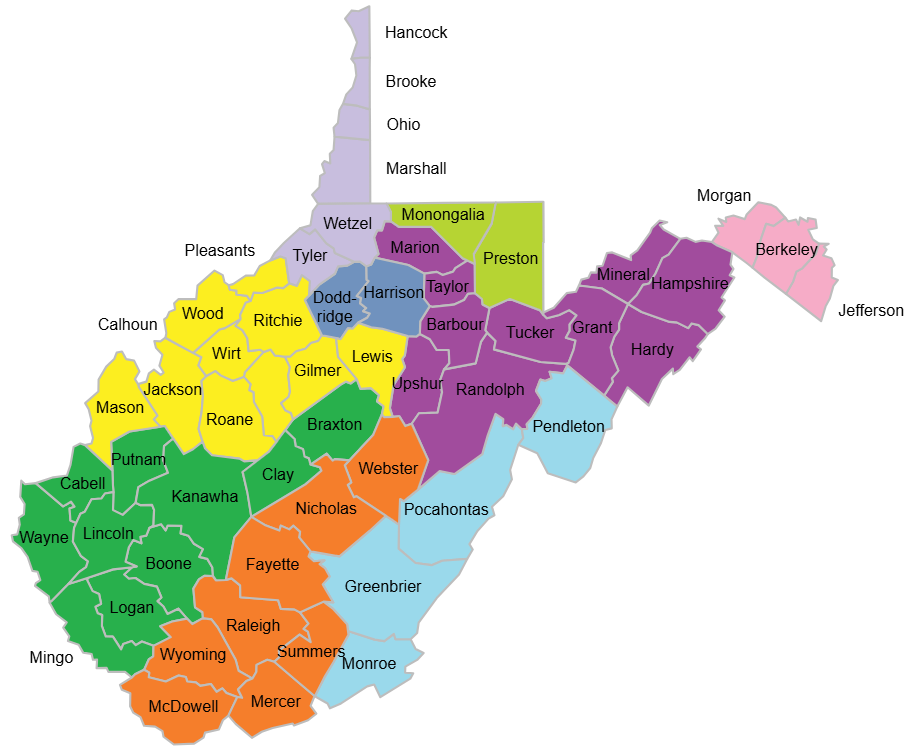 Hancock
Brooke
Ohio
Marshall
Morgan
Wetzel
Monongalia
Pleasants
Tyler
Marion
Preston
Berkeley
Mineral
Hampshire
Taylor
Harrison
Dodd-
ridge
Jefferson
Wood
Ritchie
Calhoun
Barbour
Tucker
Grant
Hardy
Wirt
Lewis
Gilmer
Jackson
Upshur
Randolph
Mason
Roane
Braxton
Pendleton
Putnam
Clay
Webster
Cabell
Kanawha
Nicholas
Pocahontas
Wayne
Lincoln
Boone
Fayette
Greenbrier
Logan
Raleigh
Mingo
Wyoming
Summers
Monroe
McDowell
Mercer